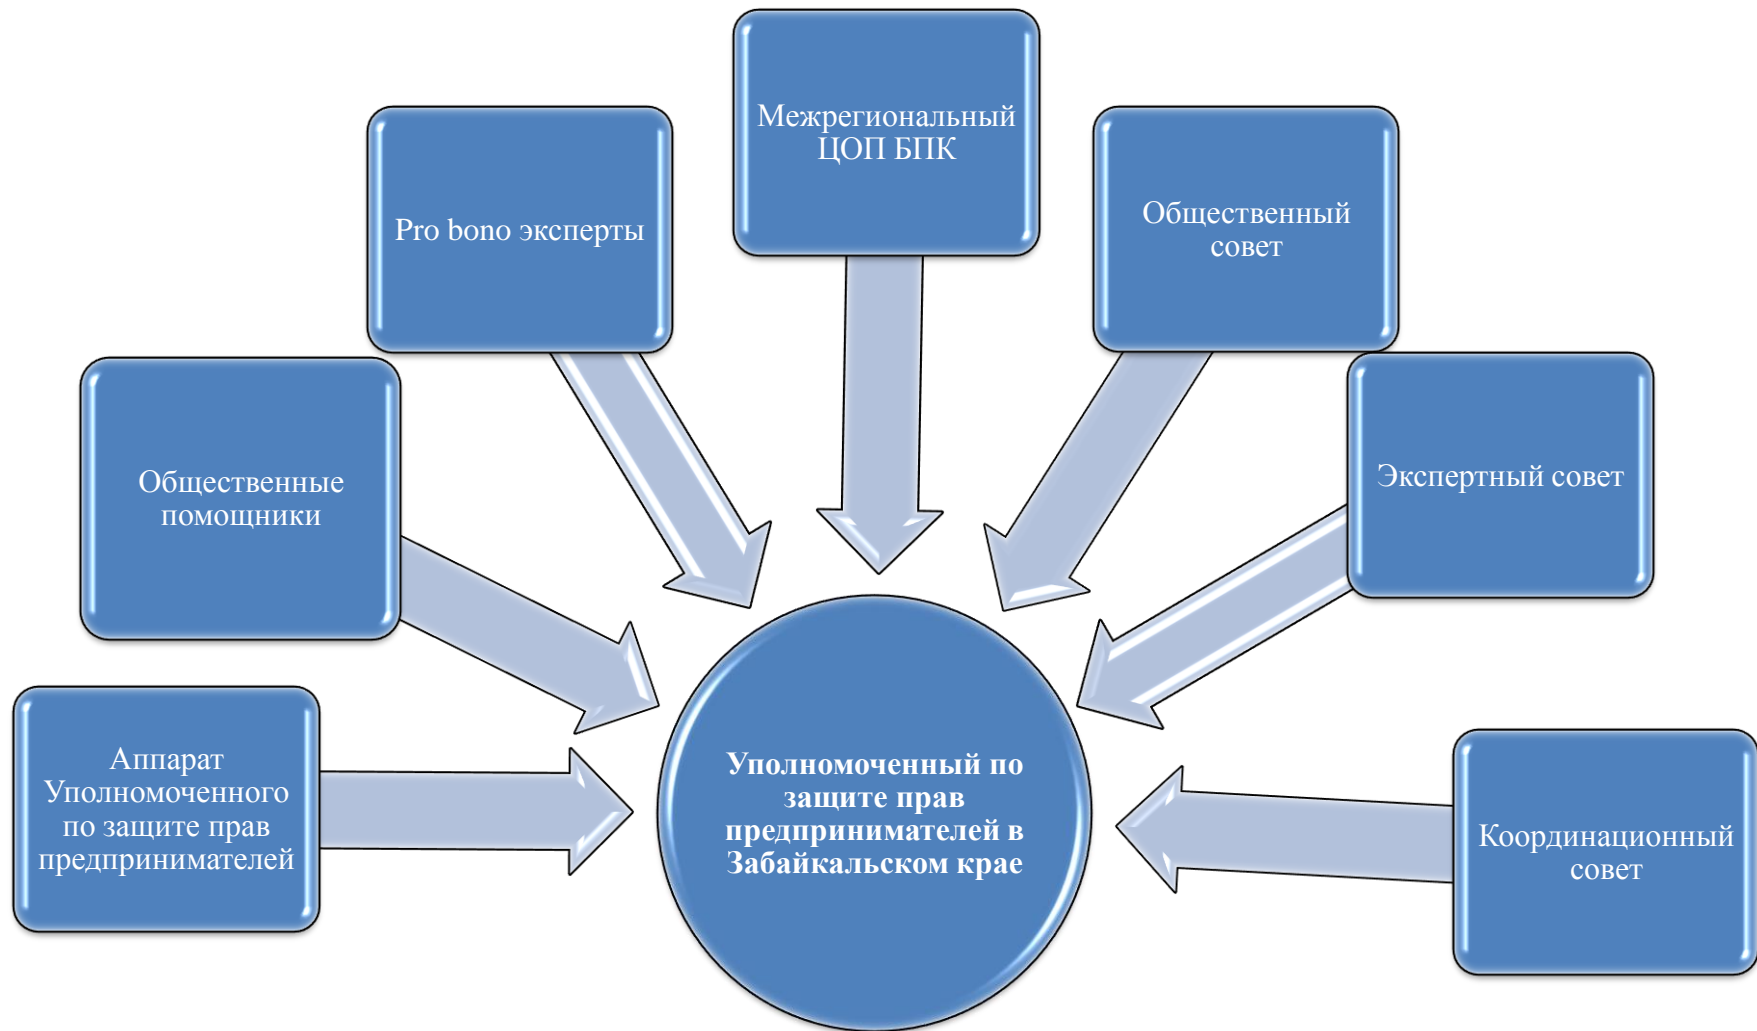 Межрегиональный
ЦОП БПК
Pro bono эксперты
Общественный
совет
Общественные
помощники
Экспертный совет
Аппарат
Уполномоченного
по защите прав
предпринимателей
Уполномоченный по
защите прав
предпринимателей в
Забайкальском крае
Координационный
совет